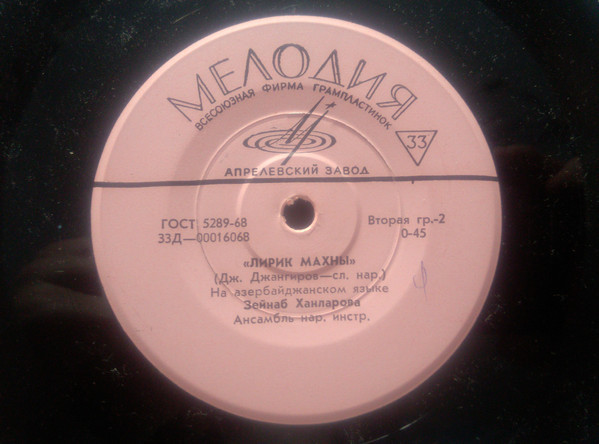 МЕЛОДИЯ
ВСЕСОЮЗНАЯ ФИРМА ГРАМПЛАСТИНОК
33
АПРЕЛЕВСКИЙ ЗАВОД
ГОСТ 5289-68
Вторая гр.-2
33Д—00016068
0-45
«ЛИРИК МАХНЫ»
(Дж. Джангиров—сл. нар.)
На азербайджанском языке
Зейнаб Ханларова
Ансамбль нар. инстр.